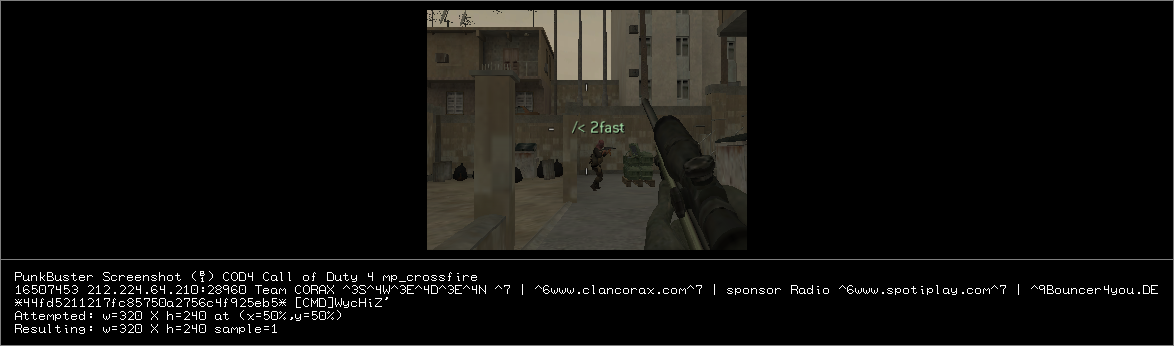 /< 2fast
PunkBuster Screenshot (BI) COD4 Call of Duty 4 mp_crossfire
16507453 212.224.64.210:28960 Team CORAX ^3S^4W^3E^4D^3E^4N ^7 | ^6www.clancorax.com^7 | sponsor Radio ^6www.spotiplay.com^7 | ^9Bouncer4you.DE
*44fd5211217fc85750a2756c4f925eb5* [CMD]WycHiZ'
Attempted: w=320 X h=240 at (x=50%,y=50%)
Resulting: w=320 X h=240 sample=1